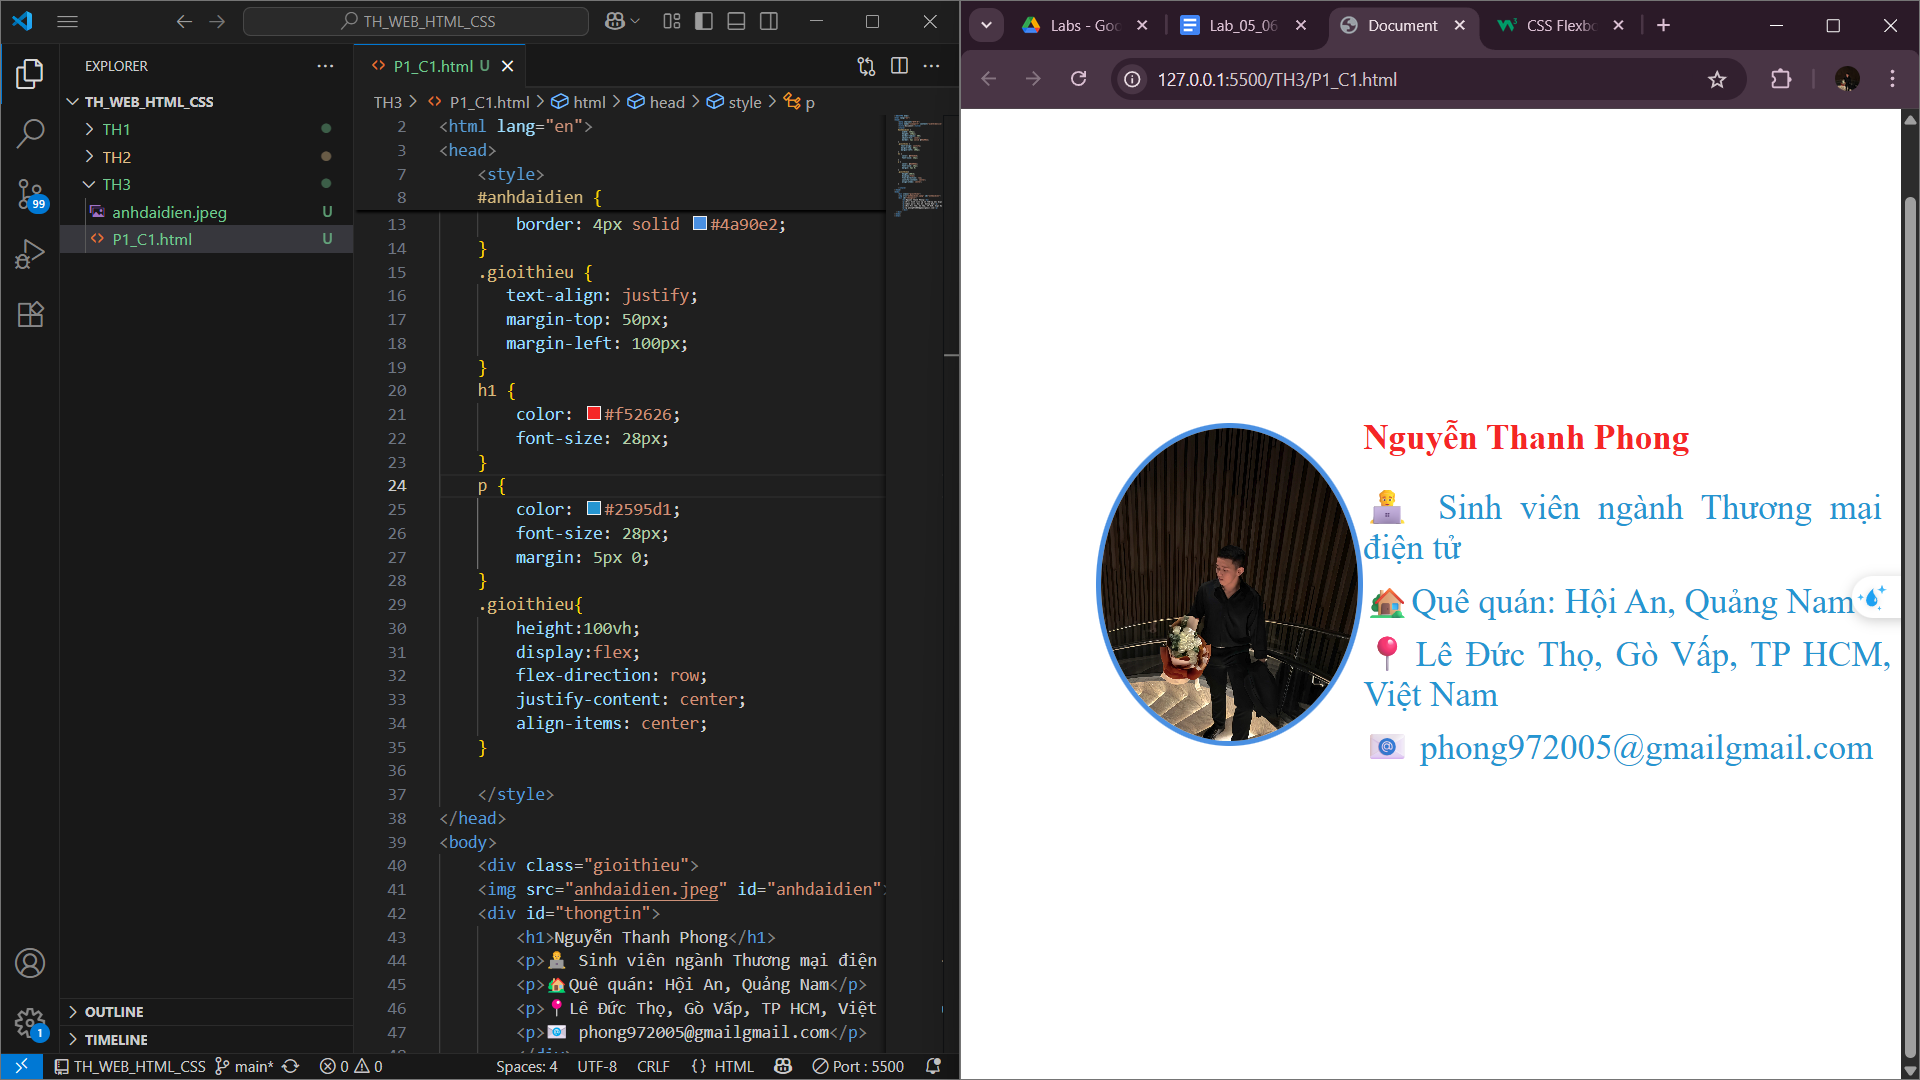 TH_WEB_HTML_CSS
EXPLORER
TH_WEB_HTML_CSS
TH1
TH2
TH3
anhdaidien.jpeg U
P1_C1.html U
99
1
OUTLINE
TIMELINE
P1_C1.html U
TH3 > P1_C1.html > html > head > style > p
2 <html lang="en">
3 <head>
7 <style>
8 #anhdaidien {
13 border: 4px solid #4a90e2;
14 }
15 .gioithieu {
16 text-align: justify;
17 margin-top: 50px;
18 margin-left: 100px;
19 }
20 h1 {
21 color: #f52626;
22 font-size: 28px;
23 }
24 p {
25 color: #2595d1;
26 font-size: 28px;
27 margin: 5px 0;
28 }
29 .gioithieu{
30 height:100vh;
31 display:flex;
32 flex-direction: row;
33 justify-content: center;
34 align-items: center;
35 }
36
37 </style>
38 </head>
39 <body>
40 <div class="gioithieu">
41 <img src="anhdaidien.jpeg" id="anhdaidien">
42 <div id="thongtin">
43 <h1>Nguyễn Thanh Phong</h1>
44 <p>🧑‍💻 Sinh viên ngành Thương mại điện
45 <p>🏠Quê quán: Hội An, Quảng Nam</p>
46 <p>📍Lê Đức Thọ, Gò Vấp, TP HCM, Việt
47 <p>📧 phong972005@gmailgmail.com</p>
TH_WEB_HTML_CSS main* 0 0 Spaces: 4 UTF-8 CRLF {} HTML Port : 5500
Labs - Goo
Lab_05_06
Document
CSS Flexbo
127.0.0.1:5500/TH3/P1_C1.html
Nguyễn Thanh Phong
🧑‍💻 Sinh viên ngành Thương mại
điện tử
🏠Quê quán: Hội An, Quảng Nam
📍Lê Đức Thọ, Gò Vấp, TP HCM,
Việt Nam
📧 phong972005@gmailgmail.com